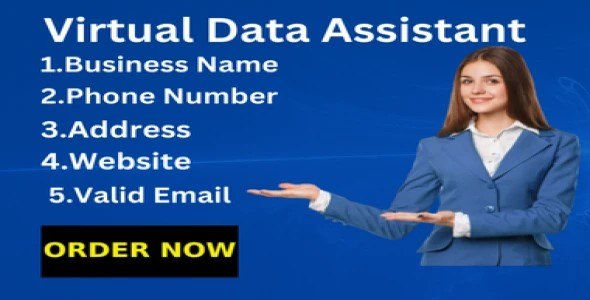 Virtual Data Assistant
1.Business Name
2.Phone Number
3.Address
4.Website
5.Valid Email
ORDER NOW